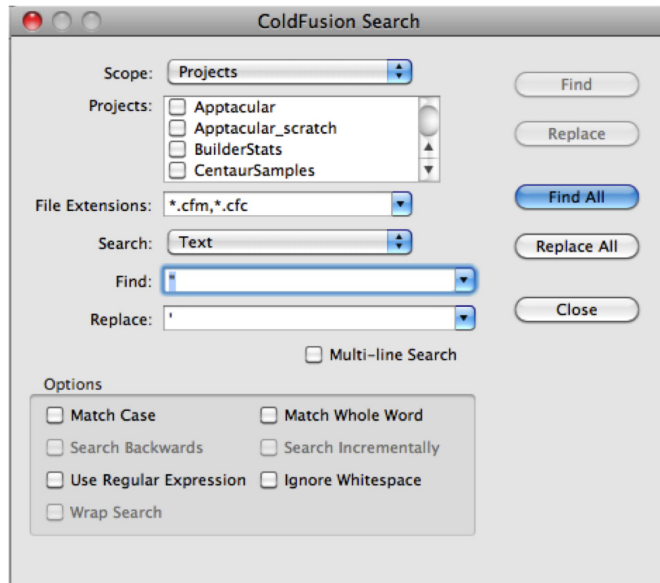 ColdFusion Search
Scope: Projects
Projects: Apptacular
Apptacular_scratch
BuilderStats
CentaurSamples
File Extensions: *.cfm,*.cfc
Search: Text
Find: "
Replace: '
Multi-line Search
Find
Replace
Find All
Replace All
Close
Options
Match Case Match Whole Word
Search Backwards Search Incrementally
Use Regular Expression Ignore Whitespace
Wrap Search